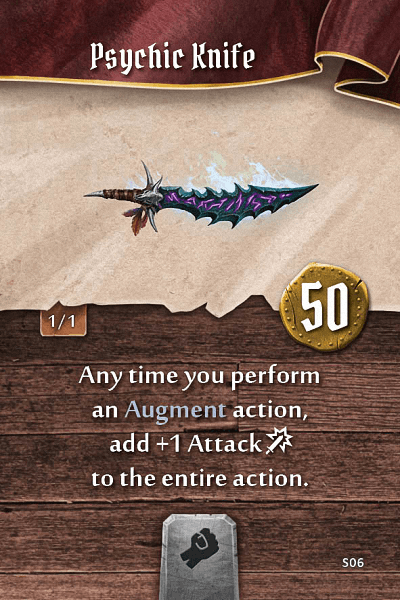 Psychic Knife
50
1/1
Any time you perform
an Augment action,
add +1 Attack
to the entire action.
S06